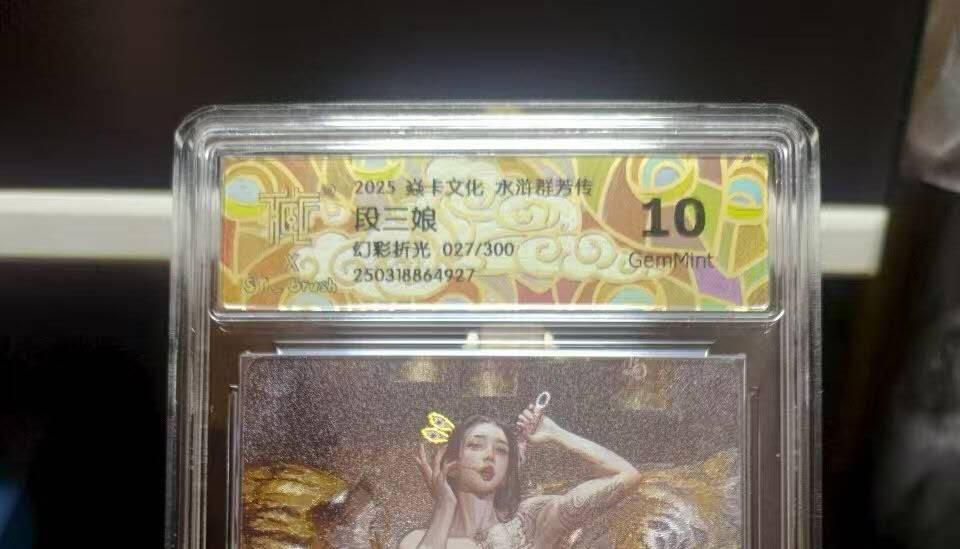 2025 焱卡文化 水浒群芳传
段三娘
幻彩折光 027/300
250318864927
10
GemMint
X